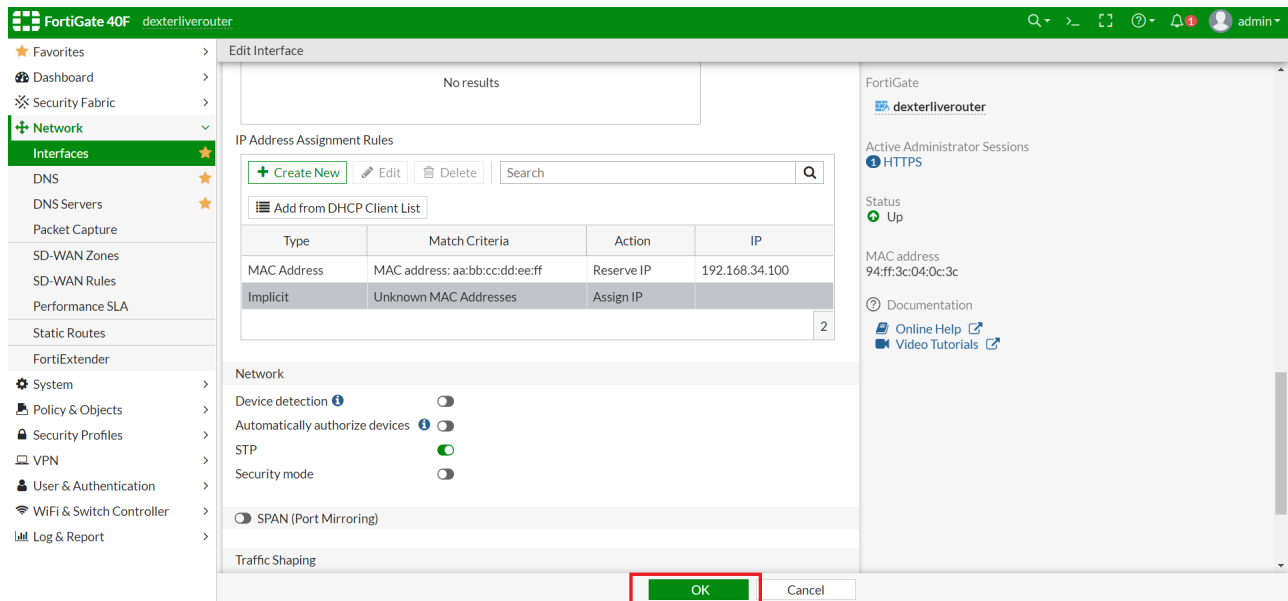 FortiGate 40F dexterliverouter
admin
1
Favorites
Dashboard
Security Fabric
Network
Interfaces
DNS
DNS Servers
Packet Capture
SD-WAN Zones
SD-WAN Rules
Performance SLA
Static Routes
FortiExtender
System
Policy & Objects
Security Profiles
VPN
User & Authentication
WiFi & Switch Controller
Log & Report
Edit Interface
No results
IP Address Assignment Rules
Create New Edit Delete Search
Add from DHCP Client List
Type Match Criteria Action IP
MAC Address MAC address: aa:bb:cc:dd:ee:ff Reserve IP 192.168.34.100
Implicit Unknown MAC Addresses Assign IP
2
Network
Device detection
Automatically authorize devices
STP
Security mode
SPAN (Port Mirroring)
Traffic Shaping
OK Cancel
FortiGate
dexterliverouter
Active Administrator Sessions
1 HTTPS
Status
Up
MAC address
94:ff:3c:04:0c:3c
Documentation
Online Help
Video Tutorials